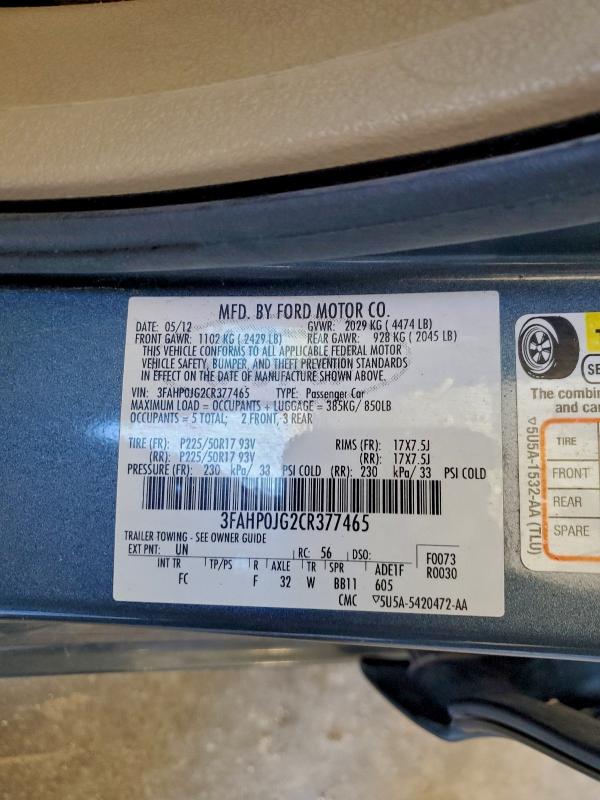 MFD. BY FORD MOTOR CO.
DATE: 05/12 GVWR: 2029 KG ( 4474 LB)
FRONT GAWR: 1102 KG ( 2429 LB) REAR GAWR: 928 KG ( 2045 LB)
THIS VEHICLE CONFORMS TO ALL APPLICABLE FEDERAL MOTOR
VEHICLE SAFETY, BUMPER, AND THEFT PREVENTION STANDARDS
IN EFFECT ON THE DATE OF MANUFACTURE SHOWN ABOVE.
VIN: 3FAHP0JG2CR377465 TYPE: Passenger Car
MAXIMUM LOAD = OCCUPANTS + LUGGAGE = 385KG/ 850LB
OCCUPANTS = 5 TOTAL; 2 FRONT, 3 REAR
TIRE (FR): P225/50R17 93V RIMS (FR): 17X7.5J
(RR): P225/50R17 93V (RR): 17X7.5J
PRESSURE (FR): 230 kPa/ 33 PSI COLD (RR): 230 kPa/ 33 PSI COLD
3FAHP0JG2CR377465
TRAILER TOWING - SEE OWNER GUIDE
EXT PNT: UN RC: 56 DSO: F0073
INT TR TP/PS R AXLE TR SPR ADE1F R0030
FC F 32 W BB11 605
CMC ▽5U5A-5420472-AA
SE
The combin
and car
TIRE
FRONT
REAR
SPARE
▽5U5A-1532-AA (TLU)